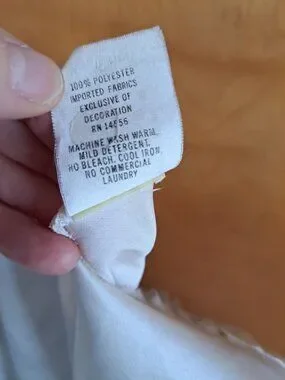 100% POLYESTER
IMPORTED FABRICS
EXCLUSIVE OF
DECORATION
RN 14856
MACHINE WASH WARM,
MILD DETERGENT,
NO BLEACH, COOL IRON,
NO COMMERCIAL
LAUNDRY